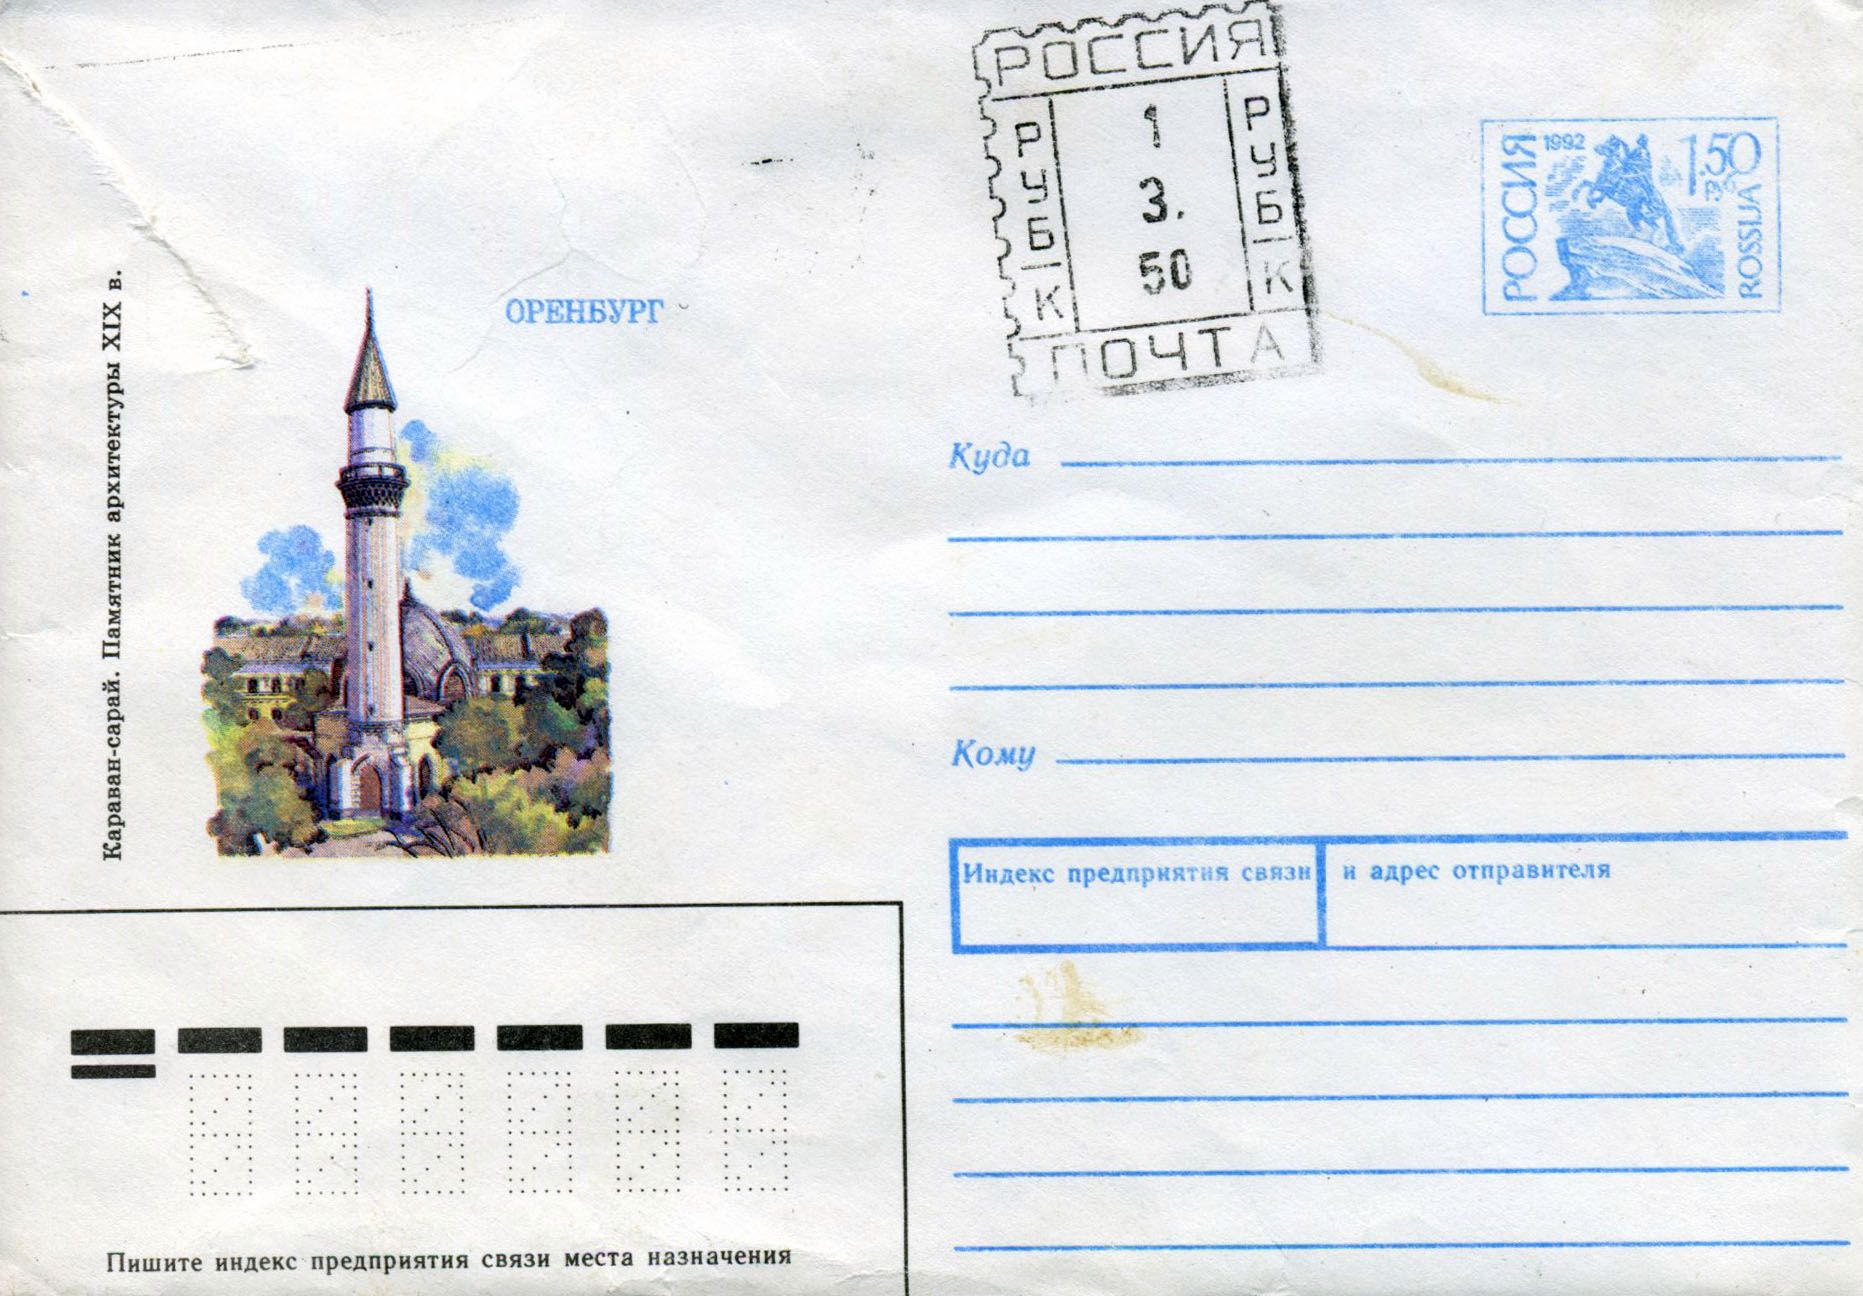 РОССИЯ
РУБ К
1
3.
50
РУБ К
ПОЧТА
РОССИЯ
1992
1.50
ROSSIJA
ОРЕНБУРГ
Караван-сарай. Памятник архитектуры XIX в.
Куда
Кому
Индекс предприятия связи и адрес отправителя
Пишите индекс предприятия связи места назначения